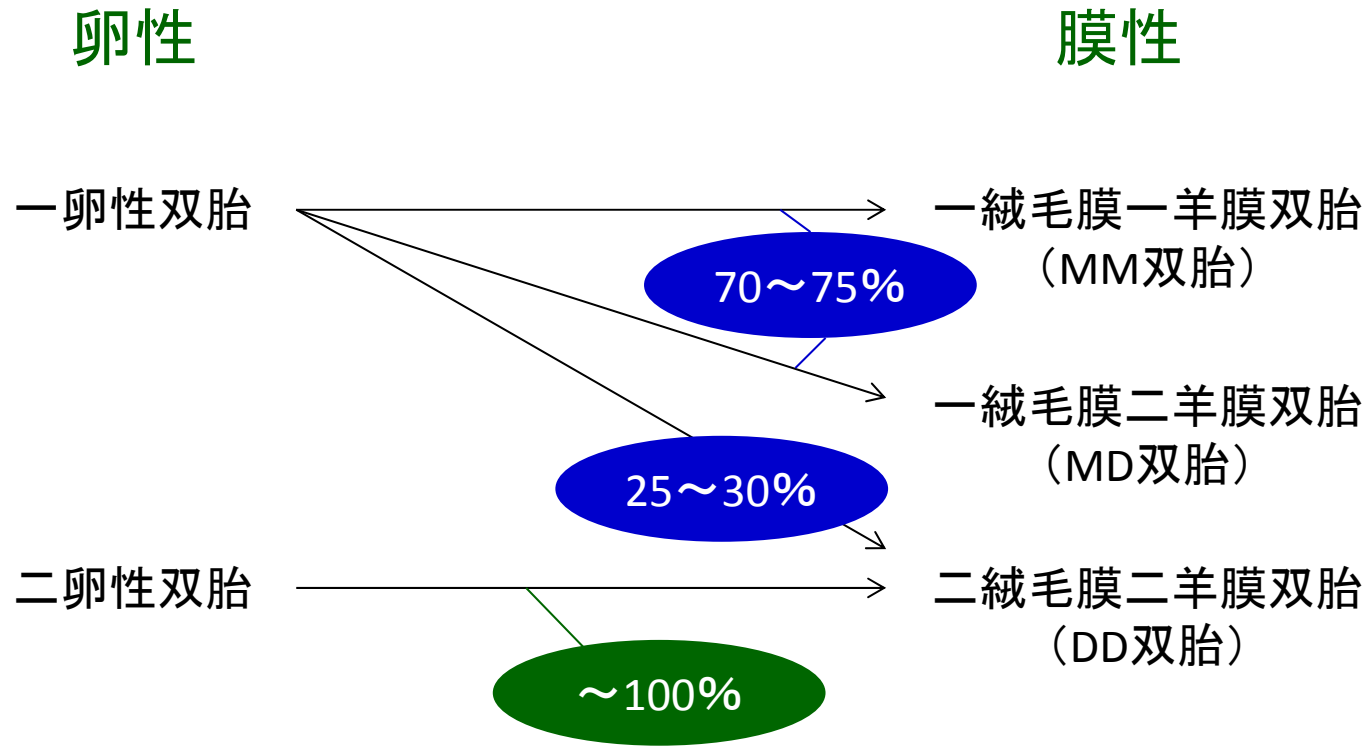 卵性
膜性
一卵性双胎
一絨毛膜一羊膜双胎
（MM双胎）
70～75%
一絨毛膜二羊膜双胎
（MD双胎）
25～30%
二卵性双胎
二絨毛膜二羊膜双胎
（DD双胎）
～100%